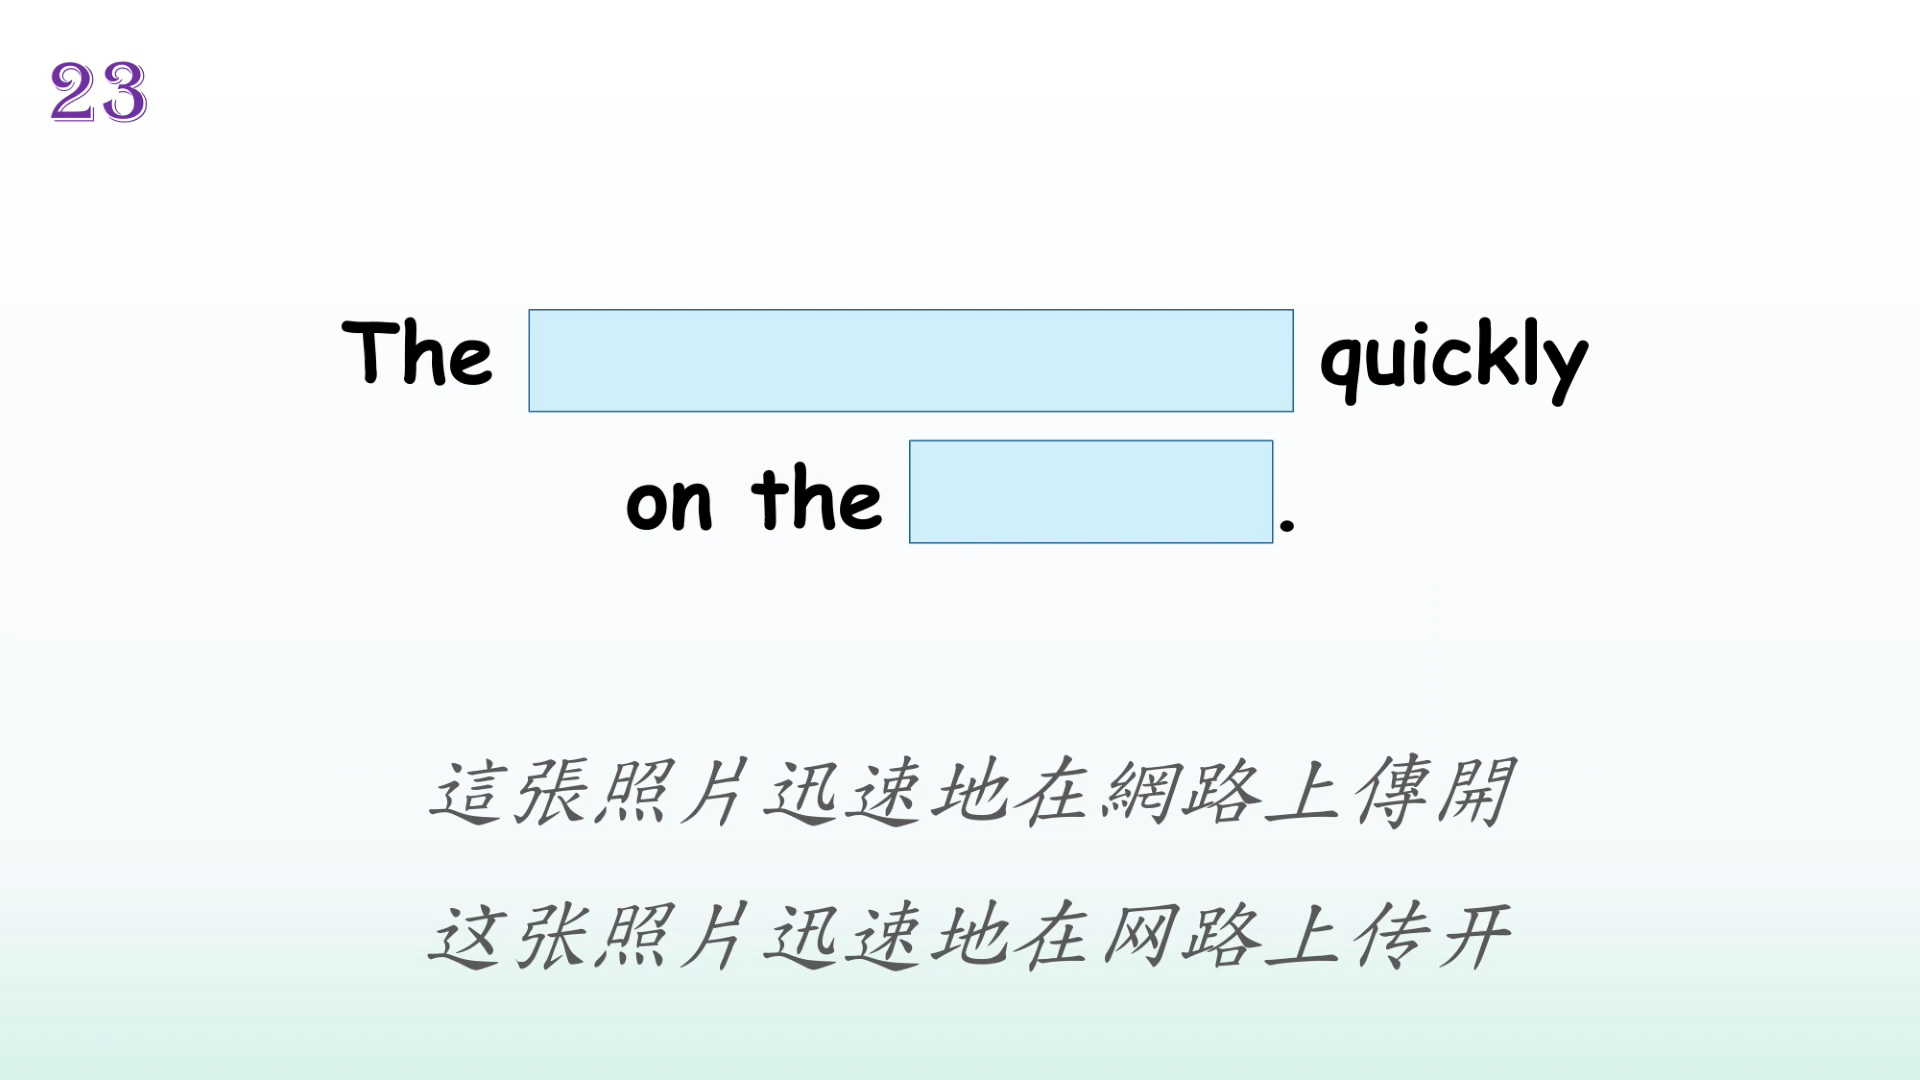 23
The quickly
on the .
這張照片迅速地在網路上傳開
这张照片迅速地在网路上传开